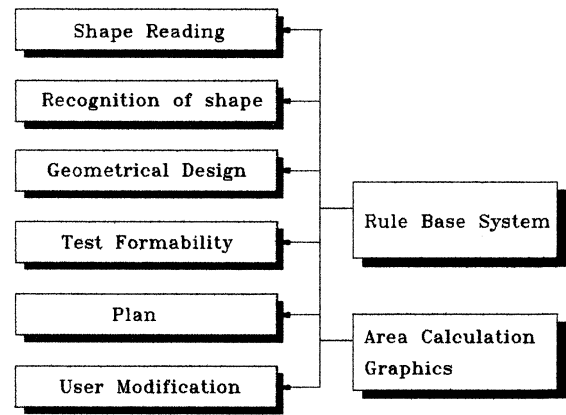 Shape Reading
Recognition of shape
Geometrical Design
Test Formability
Plan
User Modification
Rule Base System
Area Calculation
Graphics